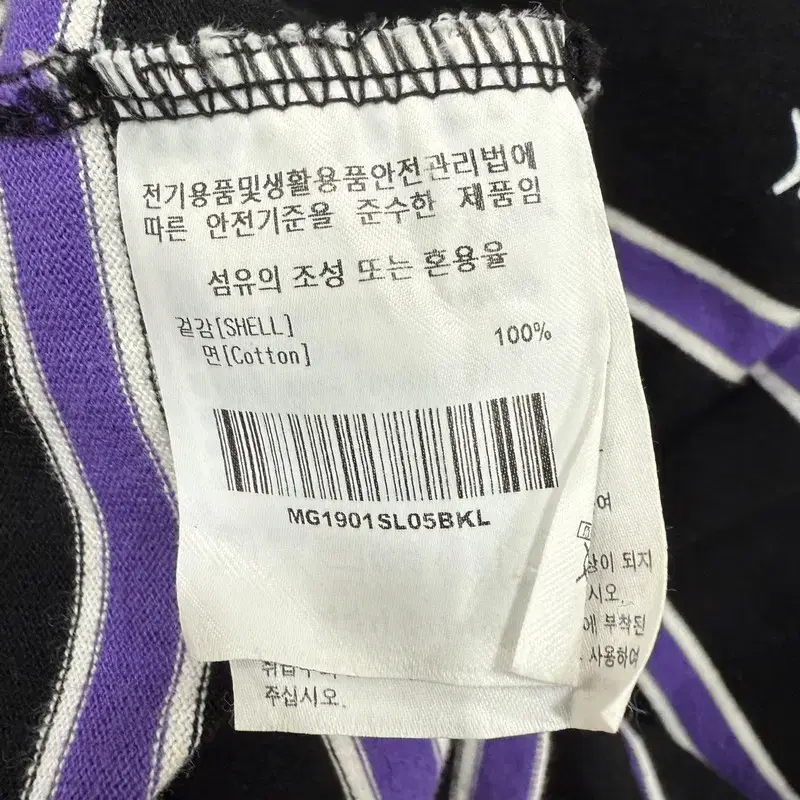 전기용품및생활용품안전관리법에
따른 안전기준을 준수한 제품임
섬유의 조성 또는 혼용율
겉감[SHELL]
면[Cotton]
100%
MG1901SL05BKL
여
상이 되지
시오.
에 부착된
사용하여
주십시오.